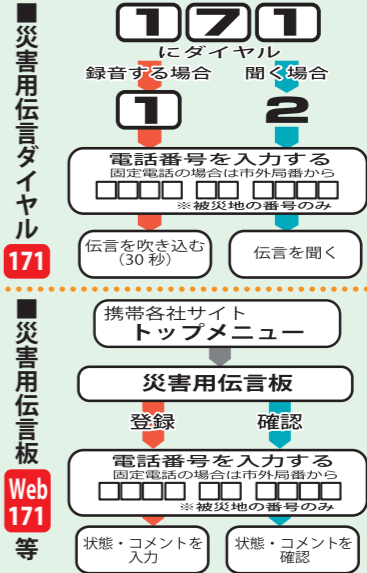 ■災害用伝言ダイヤル
171
171
にダイヤル
録音する場合 聞く場合
1 2
電話番号を入力する
固定電話の場合は市外局番から
□□□□ □□ □□□□
※被災地の番号のみ
伝言を吹き込む
（30 秒）
伝言を聞く
■災害用伝言板
Web
171
等
携帯各社サイト
トップメニュー
災害用伝言板
登録 確認
電話番号を入力する
固定電話の場合は市外局番から
□□□□ □□ □□□□
※被災地の番号のみ
状態・コメントを
入力
状態・コメントを
確認